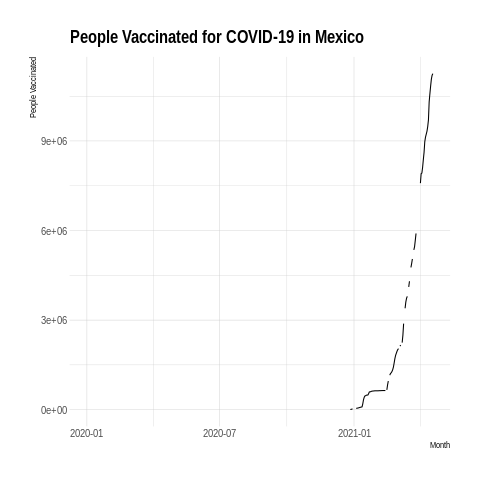 People Vaccinated for COVID-19 in Mexico
People Vaccinated
9e+06
6e+06
3e+06
0e+00
2020-01 2020-07 2021-01
Month